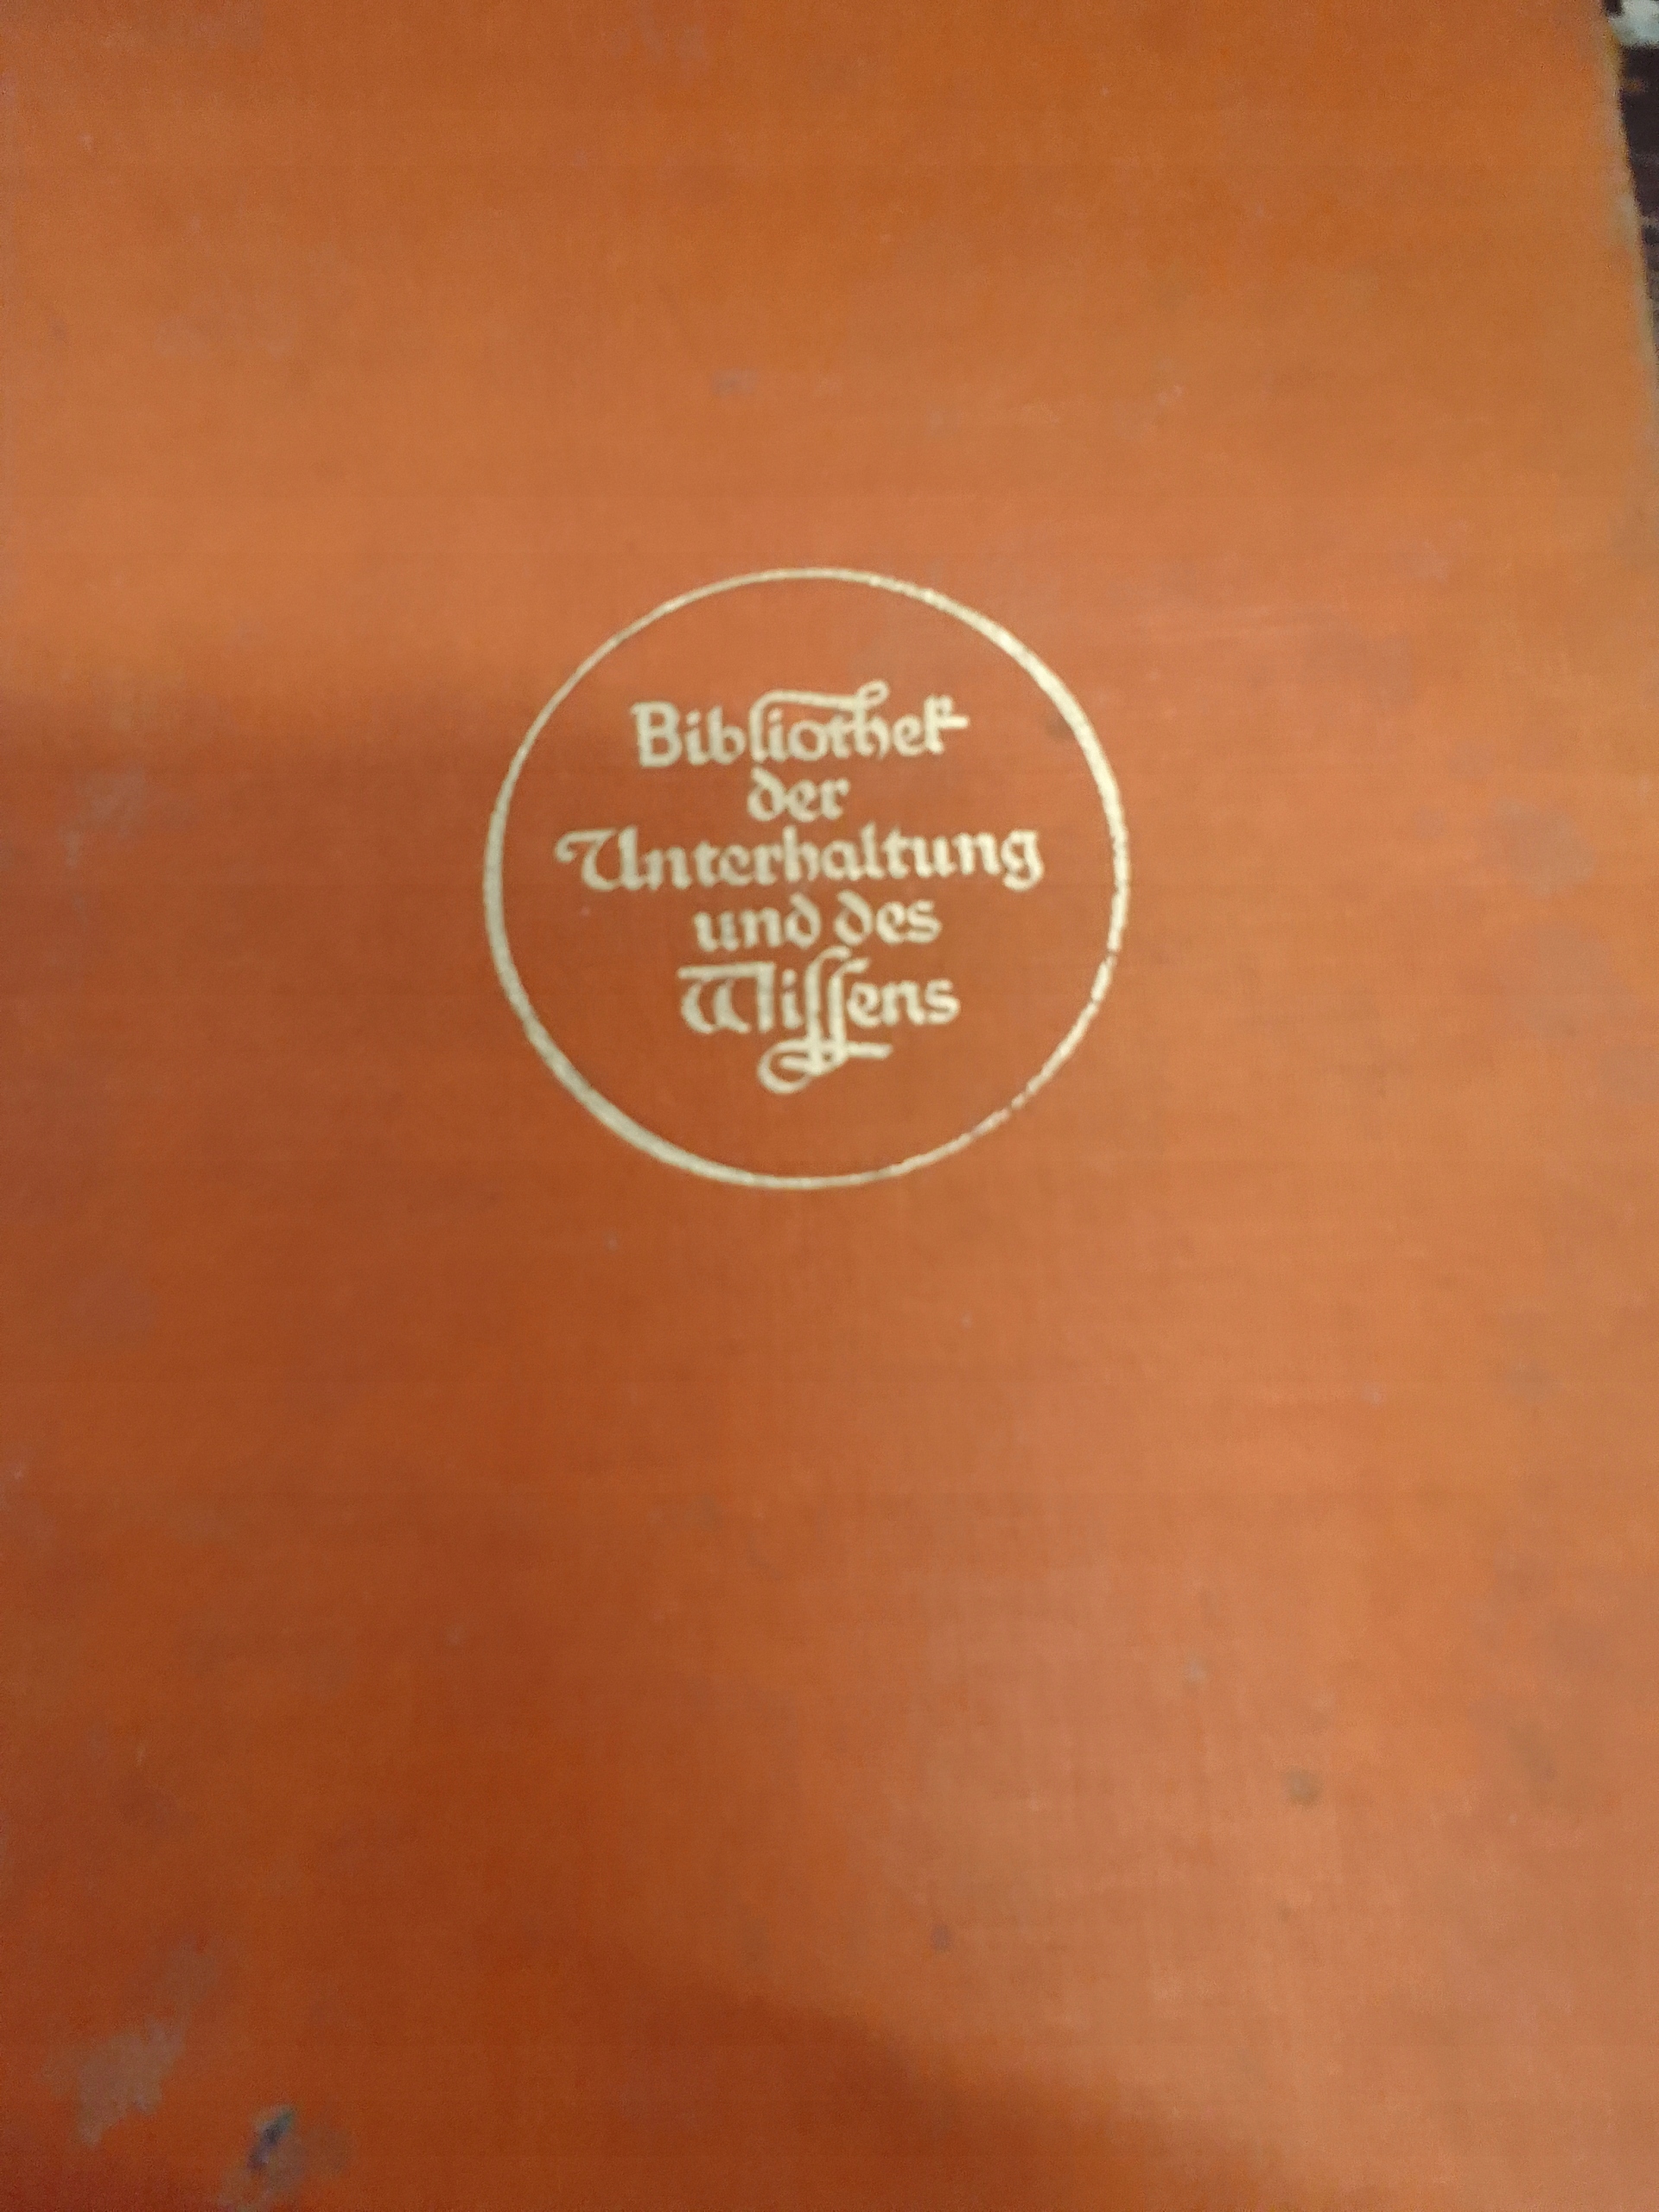 Bibliothek
der
Unterhaltung
und des
Wiſſens